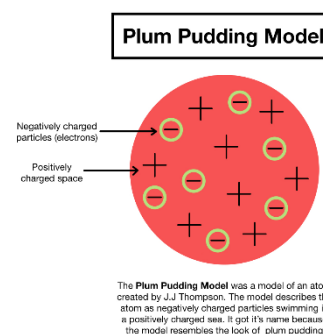 Plum Pudding Model
Negatively charged
particles (electrons)
Positively
charged space
The Plum Pudding Model was a model of an ato
created by J.J Thompson. The model describes th
atom as negatively charged particles swimming i
a positively charged sea. It got it's name becaus
the model resembles the look of plum pudding